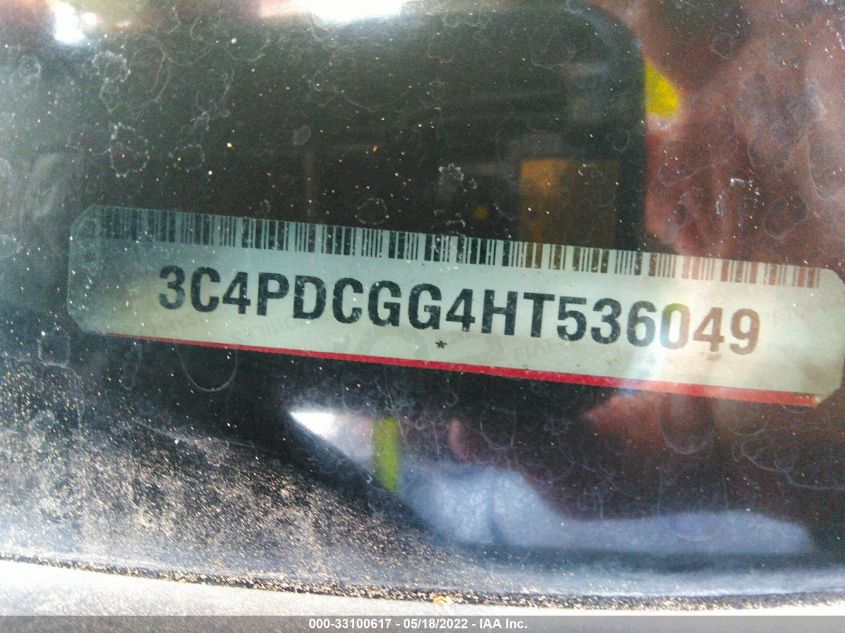 3C4PDCGG4HT536049
*
000-33100617 - 05/18/2022 - IAA Inc.